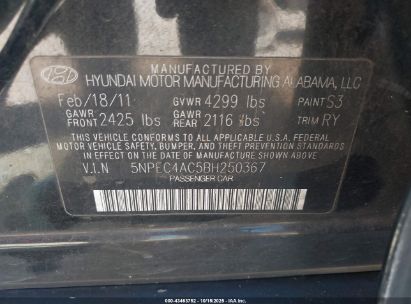 MANUFACTURED BY
HYUNDAI MOTOR MANUFACTURING ALABAMA, LLC
Feb/18/11 GVWR 4299 lbs PAINT S3
GAWR FRONT 2425 lbs GAWR REAR 2116 lbs TRIM RY
THIS VEHICLE CONFORMS TO ALL APPLICABLE U.S.A. FEDERAL
MOTOR VEHICLE SAFETY, BUMPER, AND THEFT PREVENTION
STANDARDS IN EFFECT ON THE DATE OF MANUFACTURE SHOWN ABOVE.
V.I.N 5NPEC4AC5BH250367
PASSENGER CAR